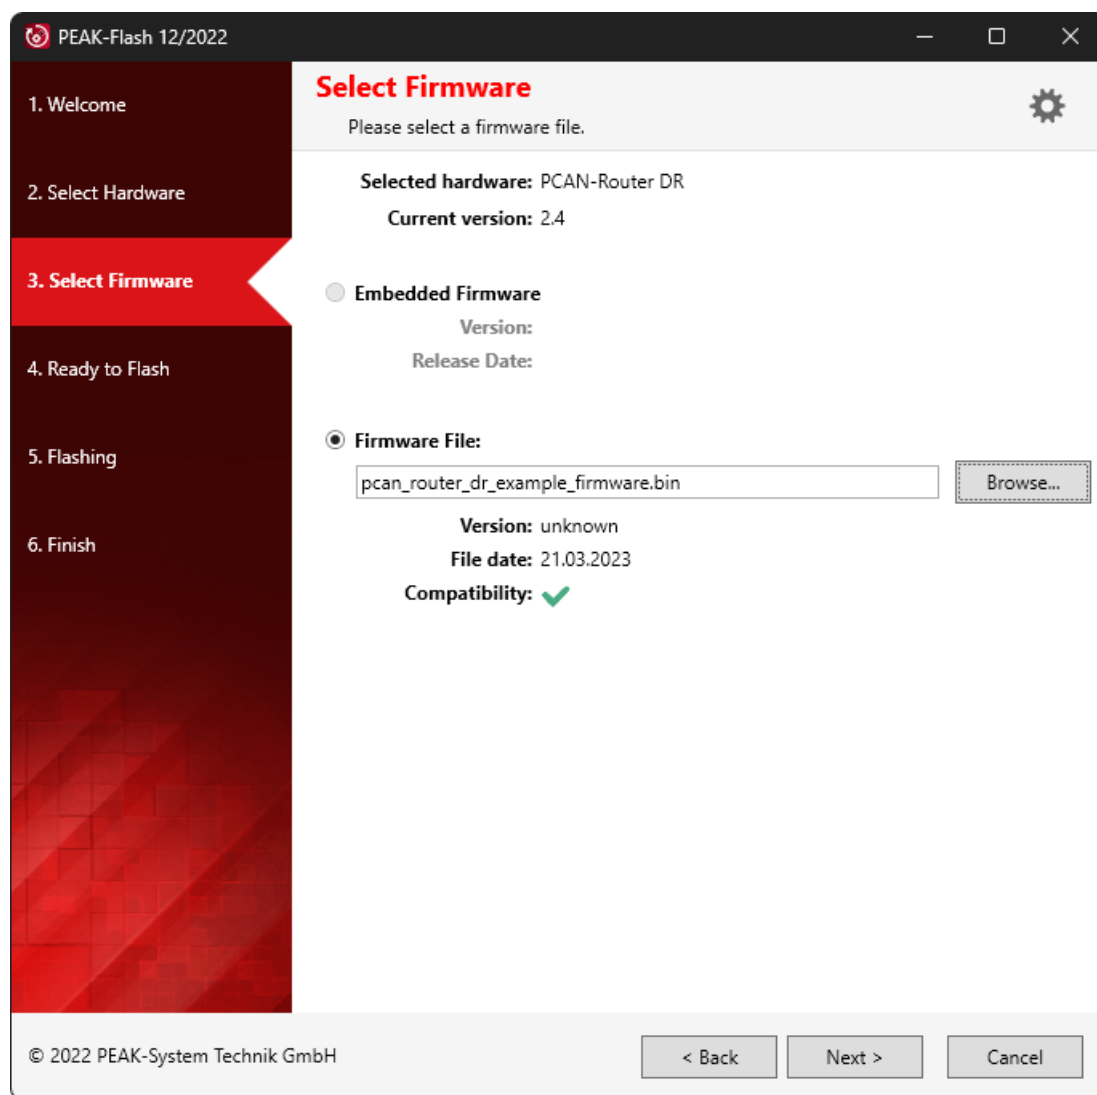 PEAK-Flash 12/2022
1. Welcome
2. Select Hardware
3. Select Firmware
4. Ready to Flash
5. Flashing
6. Finish
Select Firmware
Please select a firmware file.
Selected hardware: PCAN-Router DR
Current version: 2.4
Embedded Firmware
Version:
Release Date:
Firmware File:
pcan_router_dr_example_firmware.bin
Browse...
Version: unknown
File date: 21.03.2023
Compatibility:
© 2022 PEAK-System Technik GmbH
< Back
Next >
Cancel